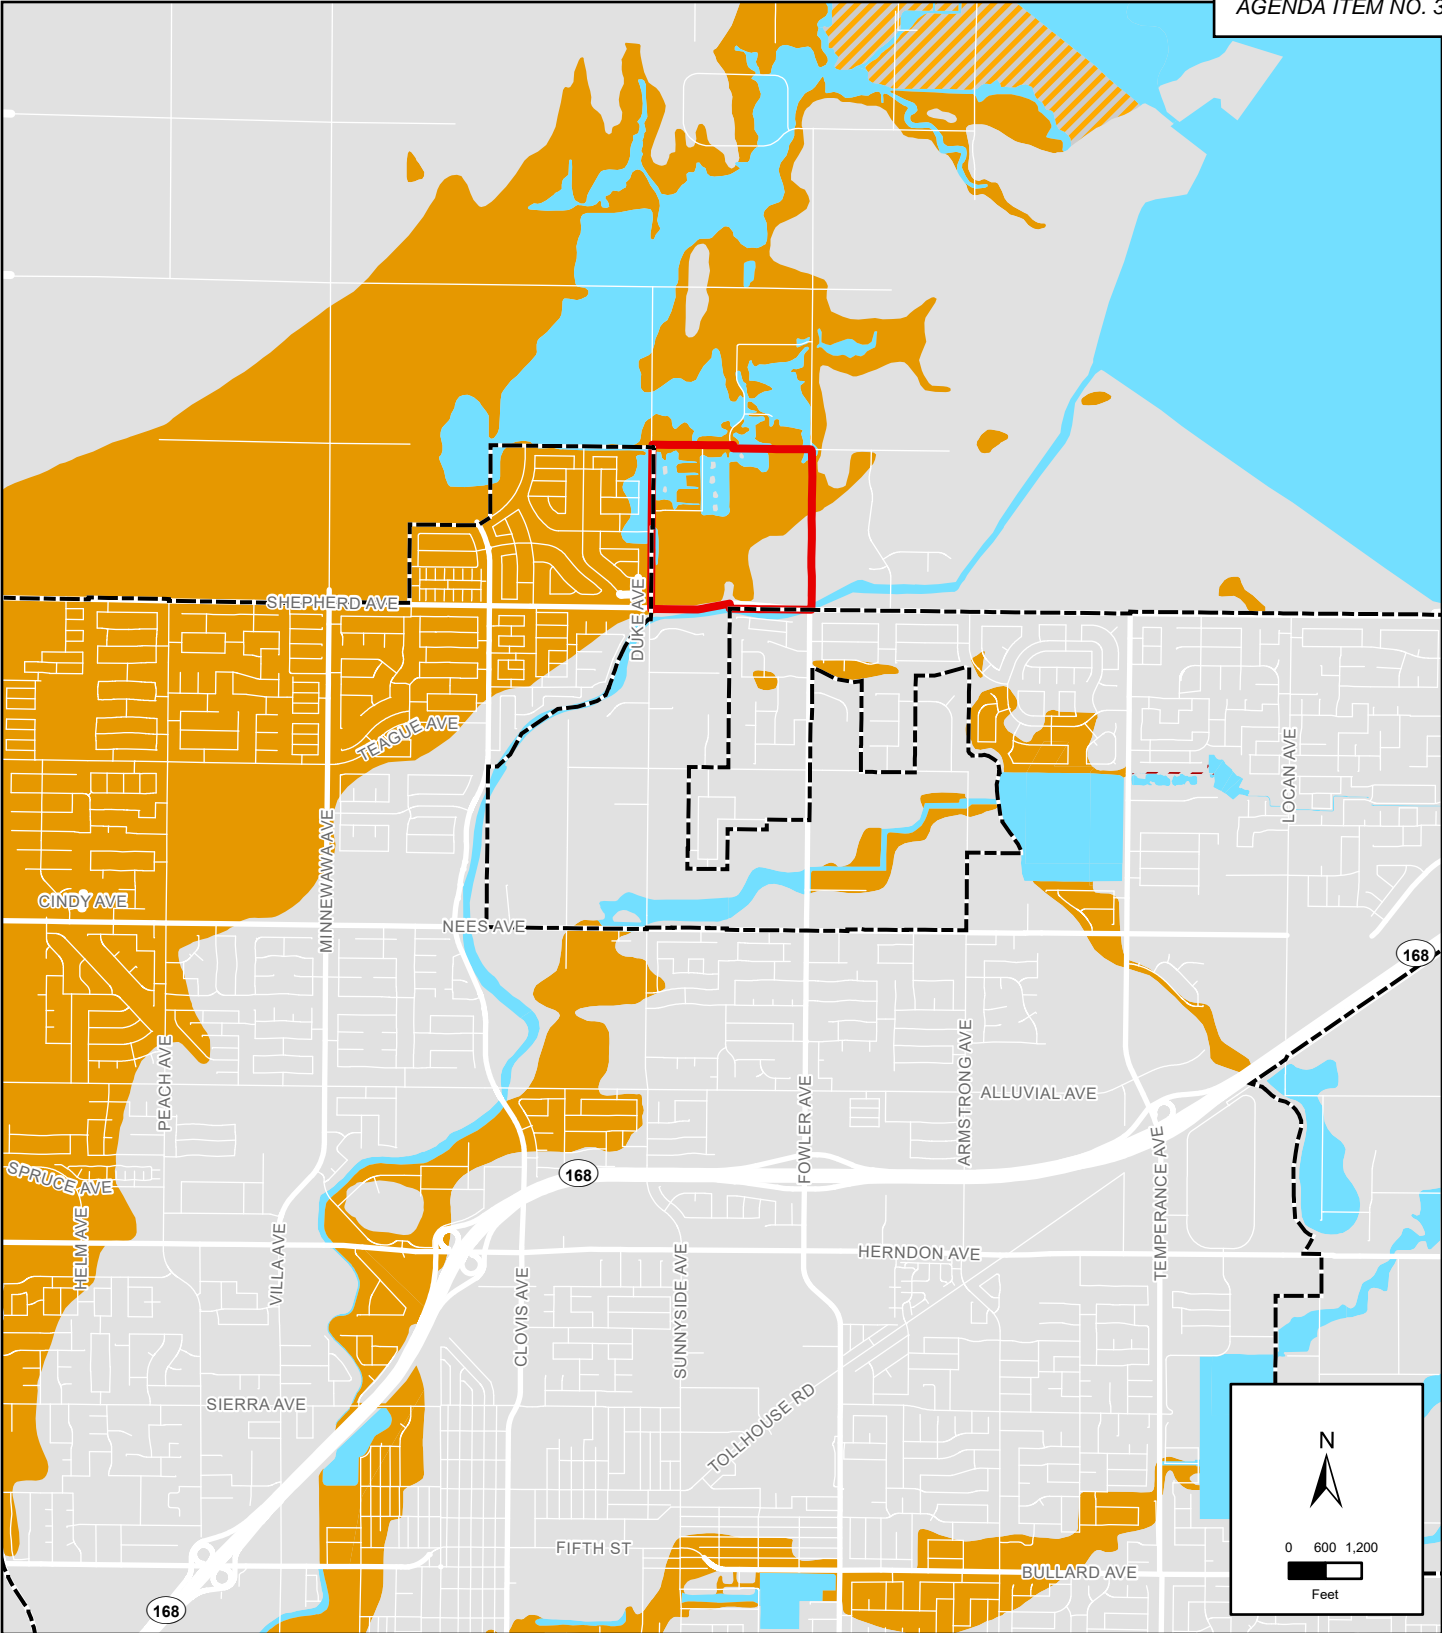 AGENDA ITEM NO. 3
SHEPHERD AVE
DUKE AVE
TEAGUE AVE
LOCAN AVE
MINNEWAWA AVE
CINDY AVE
NEES AVE
168
PEACH AVE
ARMSTRONG AVE
FOWLER AVE
ALLUVIAL AVE
TEMPERANCE AVE
SPRUCE AVE
168
HELM AVE
VILLA AVE
HERNDON AVE
SUNNYSIDE AVE
CLOVIS AVE
SIERRA AVE
TOLLHOUSE RD
N
FIFTH ST
0 600 1,200
BULLARD AVE
Feet
168